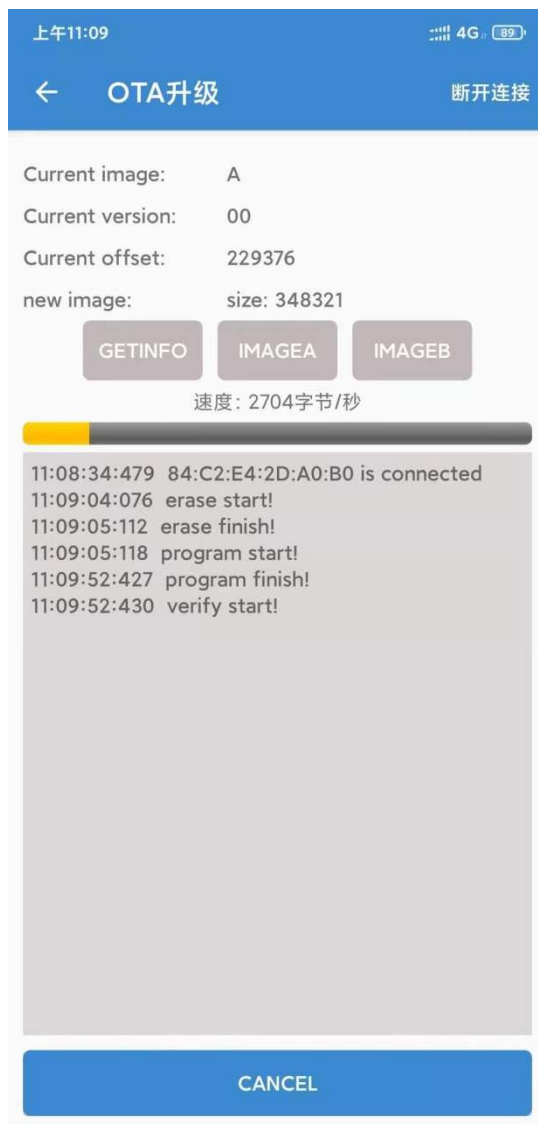 上午11:09 4G 89
OTA升级 断开连接
Current image: A
Current version: 00
Current offset: 229376
new image: size: 348321
GETINFO IMAGEA IMAGEB
速度: 2704字节/秒
11:08:34:479 84:C2:E4:2D:A0:B0 is connected
11:09:04:076 erase start!
11:09:05:112 erase finish!
11:09:05:118 program start!
11:09:52:427 program finish!
11:09:52:430 verify start!
CANCEL